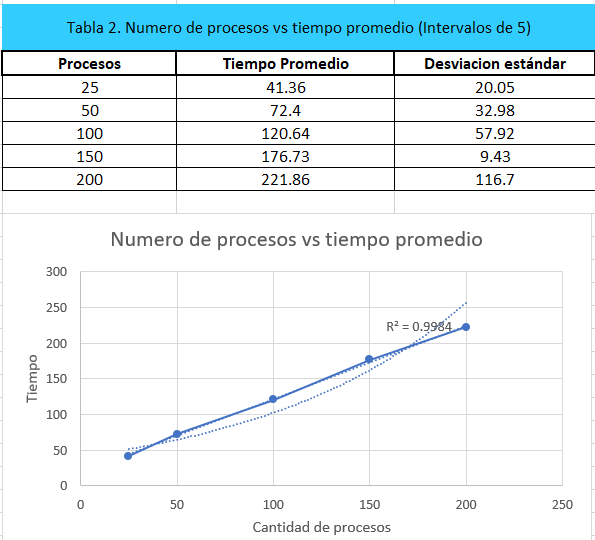 Tabla 2. Numero de procesos vs tiempo promedio (Intervalos de 5)
Procesos Tiempo Promedio Desviacion estándar
25 41.36 20.05
50 72.4 32.98
100 120.64 57.92
150 176.73 9.43
200 221.86 116.7
Numero de procesos vs tiempo promedio
300
250
R² = 0.9984
200
150
100
50
0
Tiempo
0 50 100 150 200 250
Cantidad de procesos